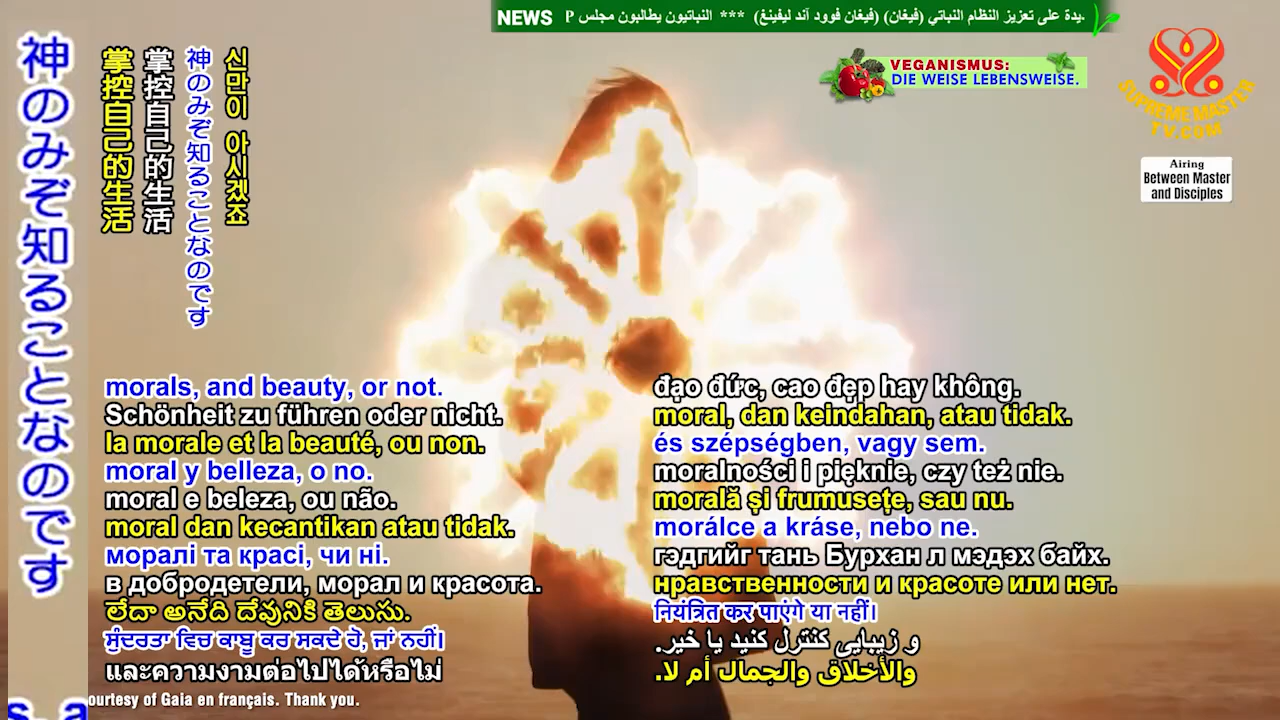 NEWS P يدة على تعزيز النظام النباتي (فيغان) (فيغان فوود آند ليفينغ) *** النباتيون يطالبون مجلس
VEGANISMUS:
DIE WEISE LEBENSWEISE.
SUPREME MASTER
TV.COM
Airing
Between Master
and Disciples
神のみぞ知ることなのです
掌控自己的生活
掌控自己的生活
神のみぞ知ることなのです
신만이 아시겠죠
morals, and beauty, or not.
Schönheit zu führen oder nicht.
la morale et la beauté, ou non.
moral y belleza, o no.
moral e beleza, ou não.
moral dan kecantikan atau tidak.
моралі та красі, чи ні.
в добродетели, морал и красота.
లేదా అనేది దేవునికి తెలుసు.
ਸੁੰਦਰਤਾ ਵਿਚ ਕਾਬੂ ਕਰ ਸਕਦੇ ਹੋ, ਜਾਂ ਨਹੀਂ।
และความงามต่อไปได้หรือไม่
đạo đức, cao đẹp hay không.
moral, dan keindahan, atau tidak.
és szépségben, vagy sem.
moralności i pięknie, czy też nie.
morală și frumusețe, sau nu.
morálce a kráse, nebo ne.
гэдгийг тань Бурхан л мэдэх байх.
нравственности и красоте или нет.
नियंत्रित कर पाएंगे या नहीं।
و زیبایی کنترل کنید یا خیر.
والأخلاق والجمال أم لا.
ourtesy of Gaia en français. Thank you.